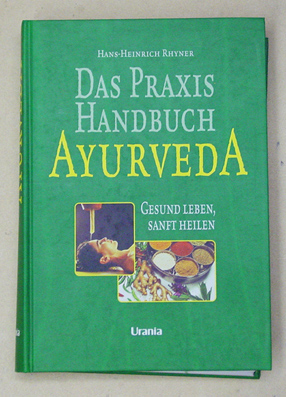 HANS-HEINRICH RHYNER
DAS PRAXIS
HANDBUCH
AYURVEDA
GESUND LEBEN,
SANFT HEILEN
Urania